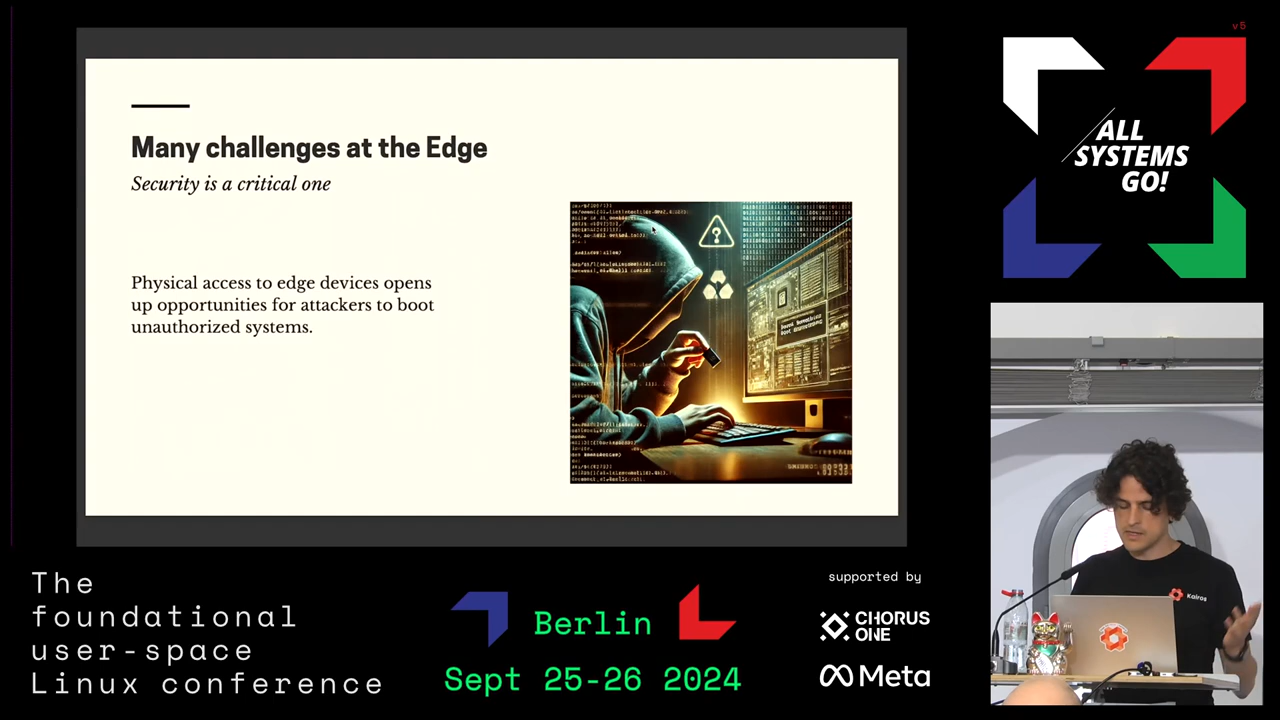 v5
Many challenges at the Edge
Security is a critical one
Physical access to edge devices opens
up opportunities for attackers to boot
unauthorized systems.
ALL
SYSTEMS
GO!
Kairos
The
foundational
user-space
Linux conference
Berlin
Sept 25-26 2024
supported by
CHORUS
ONE
Meta